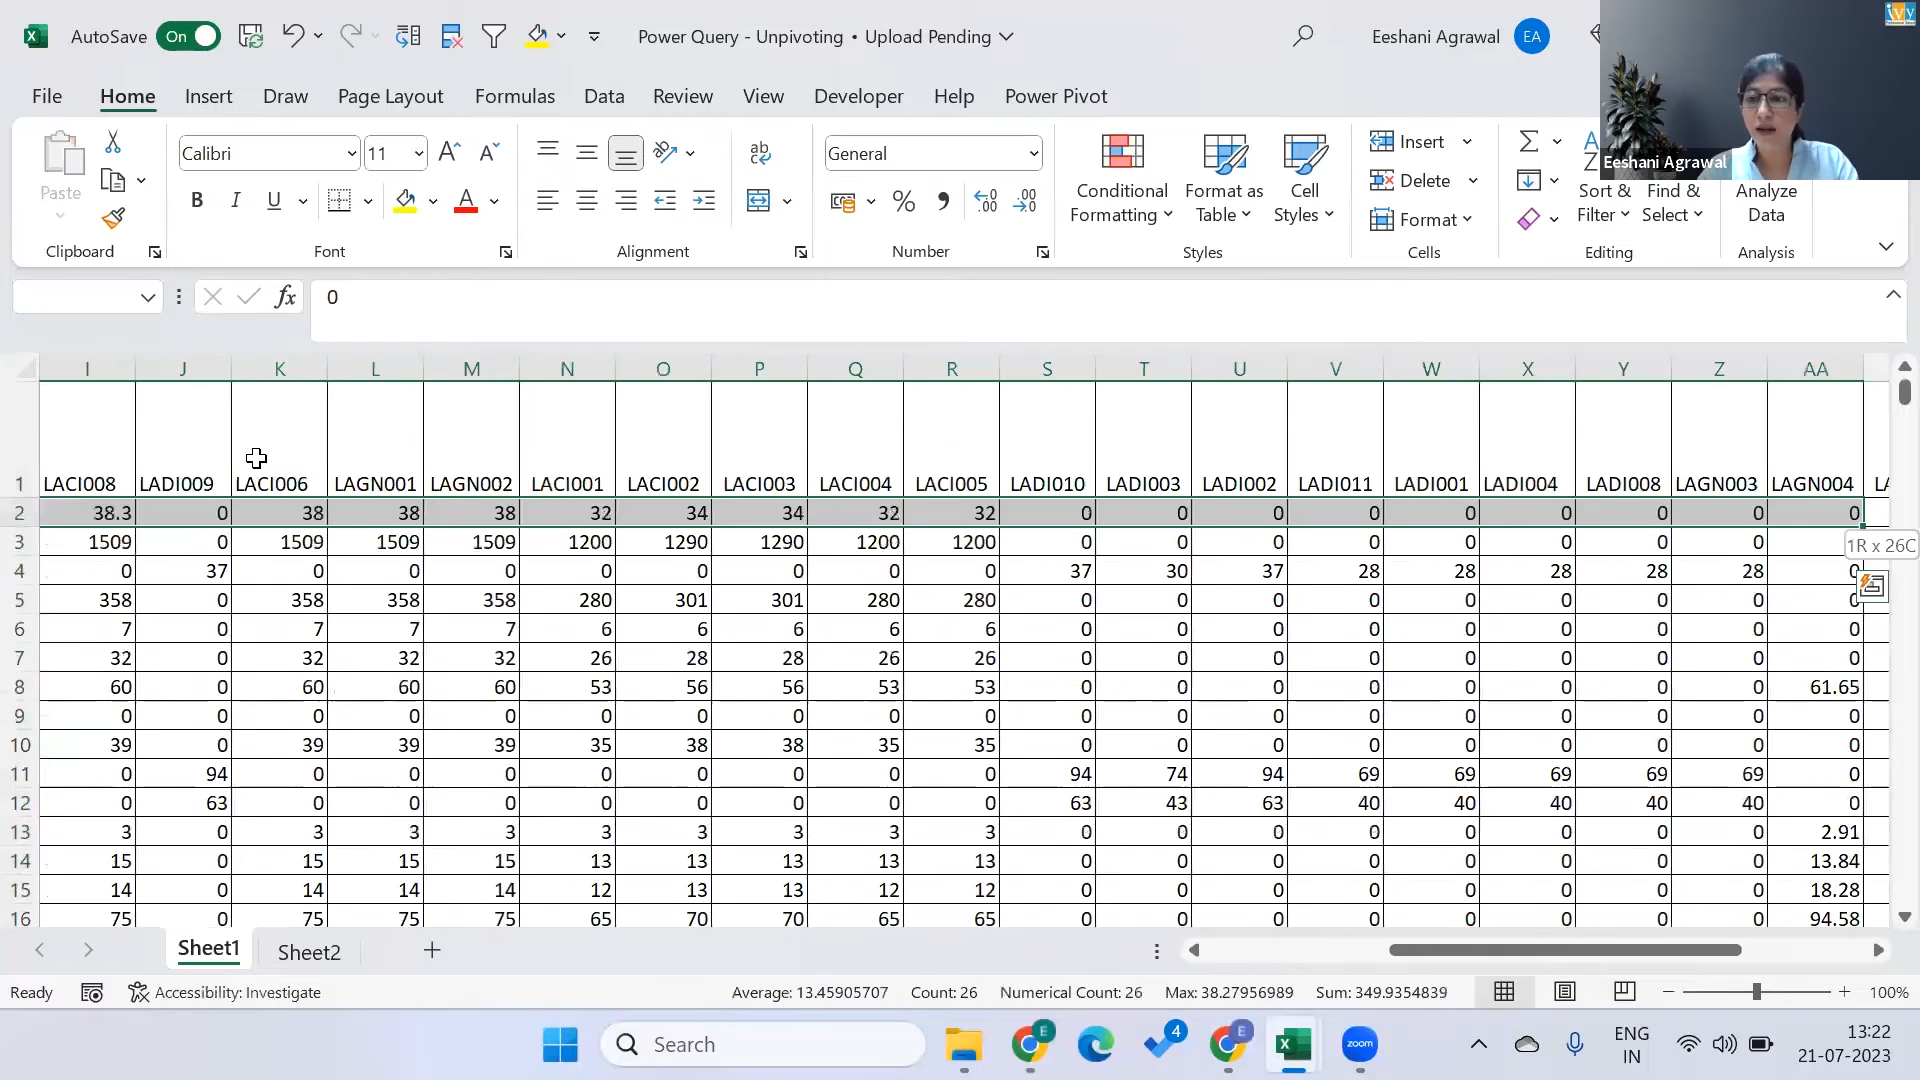 AutoSave On Power Query - Unpivoting • Upload Pending Eeshani Agrawal EA ivy
File Home Insert Draw Page Layout Formulas Data Review View Developer Help Power Pivot
Paste Calibri 11 ab General Conditional Formatting Format as Table Cell Styles Insert Delete Format Sort & Filter Find & Select Analyze Data
Eeshani Agrawal
Clipboard Font Alignment Number Styles Cells Editing Analysis
fx 0
I J K L M N O P Q R S T U V W X Y Z AA
1 LACI008 LADI009 LACI006 LAGN001 LAGN002 LACI001 LACI002 LACI003 LACI004 LACI005 LADI010 LADI003 LADI002 LADI011 LADI001 LADI004 LADI008 LAGN003 LAGN004
2 38.3 0 38 38 38 32 34 34 32 32 0 0 0 0 0 0 0 0 0
3 1509 0 1509 1509 1509 1200 1290 1290 1200 1200 0 0 0 0 0 0 0 0 1R x 26C
4 0 37 0 0 0 0 0 0 0 0 37 30 37 28 28 28 28 28 0
5 358 0 358 358 358 280 301 301 280 280 0 0 0 0 0 0 0 0 0
6 7 0 7 7 7 6 6 6 6 6 0 0 0 0 0 0 0 0 0
7 32 0 32 32 32 26 28 28 26 26 0 0 0 0 0 0 0 0 0
8 60 0 60 60 60 53 56 56 53 53 0 0 0 0 0 0 0 0 61.65
9 0 0 0 0 0 0 0 0 0 0 0 0 0 0 0 0 0 0 0
10 39 0 39 39 39 35 38 38 35 35 0 0 0 0 0 0 0 0 0
11 0 94 0 0 0 0 0 0 0 0 94 74 94 69 69 69 69 69 0
12 0 63 0 0 0 0 0 0 0 0 63 43 63 40 40 40 40 40 0
13 3 0 3 3 3 3 3 3 3 3 0 0 0 0 0 0 0 0 2.91
14 15 0 15 15 15 13 13 13 13 13 0 0 0 0 0 0 0 0 13.84
15 14 0 14 14 14 12 13 13 12 12 0 0 0 0 0 0 0 0 18.28
16 75 0 75 75 75 65 70 70 65 65 0 0 0 0 0 0 0 0 94.58
Sheet1 Sheet2
Ready Accessibility: Investigate Average: 13.45905707 Count: 26 Numerical Count: 26 Max: 38.27956989 Sum: 349.9354839 100%
Search E 4 E zoom ENG IN 13:22 21-07-2023